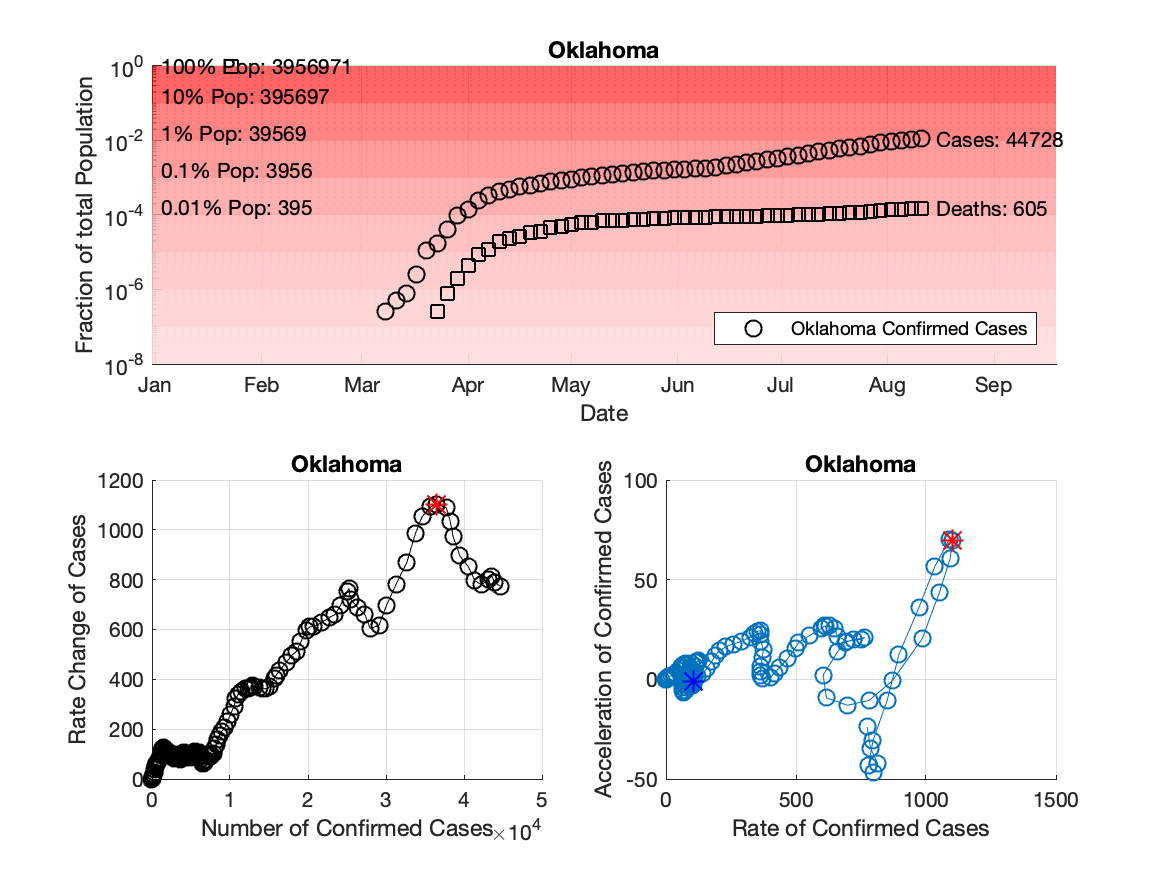 Oklahoma
Fraction of total Population
10^0
10^-2
10^-4
10^-6
10^-8
100% Pop: 3956971
10% Pop: 395697
1% Pop: 39569
0.1% Pop: 3956
0.01% Pop: 395
Cases: 44728
Deaths: 605
Oklahoma Confirmed Cases
Jan Feb Mar Apr May Jun Jul Aug Sep
Date
Oklahoma
Rate Change of Cases
1200
1000
800
600
400
200
0
0 1 2 3 4 5
Number of Confirmed Cases ×10^4
Oklahoma
Acceleration of Confirmed Cases
100
50
0
-50
0 500 1000 1500
Rate of Confirmed Cases